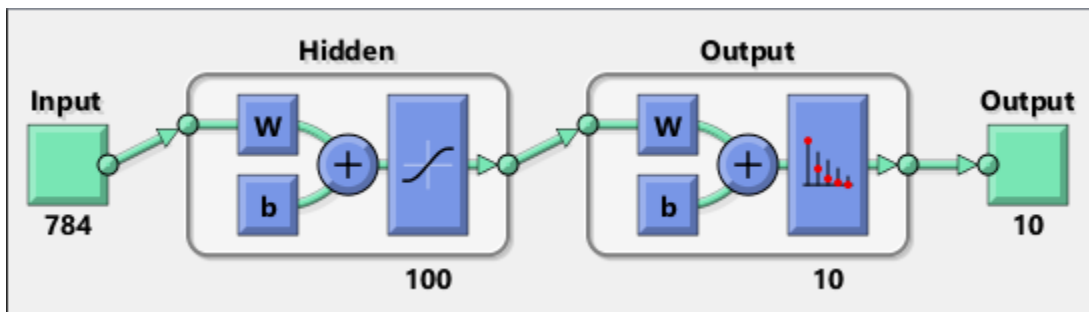 Hidden Output
Input Output
W W
+ +
b b
784 10
100 10